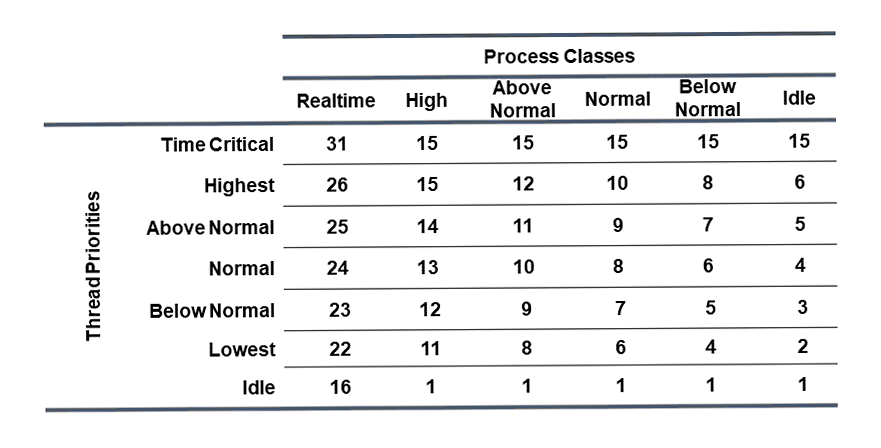 Process Classes
Realtime High Above Normal Normal Below Normal Idle
Thread Priorities
Time Critical 31 15 15 15 15 15
Highest 26 15 12 10 8 6
Above Normal 25 14 11 9 7 5
Normal 24 13 10 8 6 4
Below Normal 23 12 9 7 5 3
Lowest 22 11 8 6 4 2
Idle 16 1 1 1 1 1